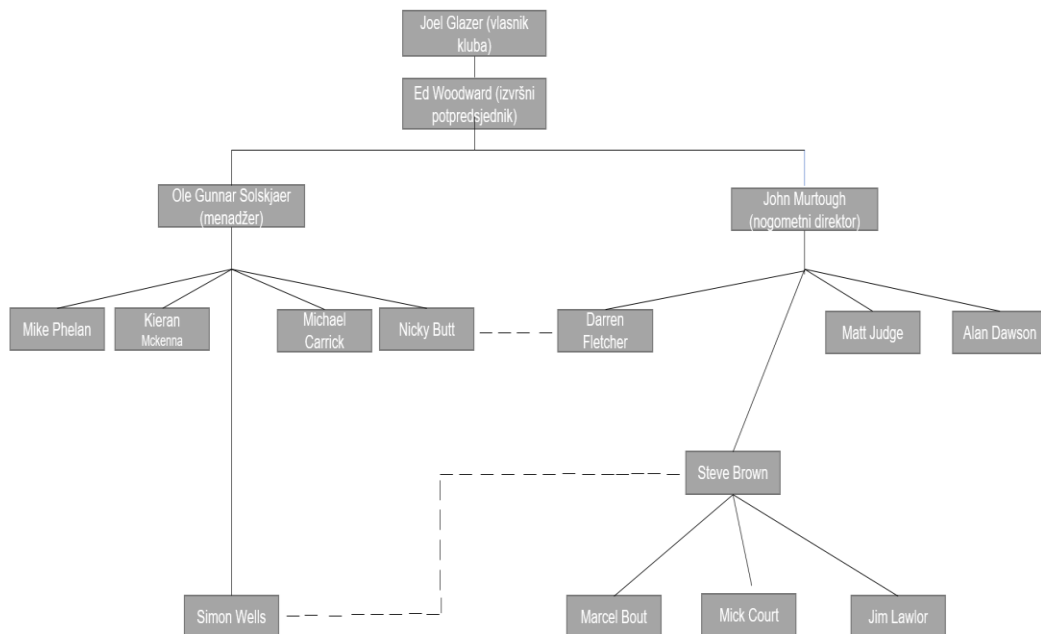 Joel Glazer (vlasnik
kluba)
Ed Woodward (izvršni
potpredsjednik)
Ole Gunnar Solskjaer
(menadžer)
John Murtough
(nogometni direktor)
Mike Phelan
Kieran
Mckenna
Michael
Carrick
Nicky Butt
Darren
Fletcher
Matt Judge
Alan Dawson
Steve Brown
Simon Wells
Marcel Bout
Mick Court
Jim Lawlor